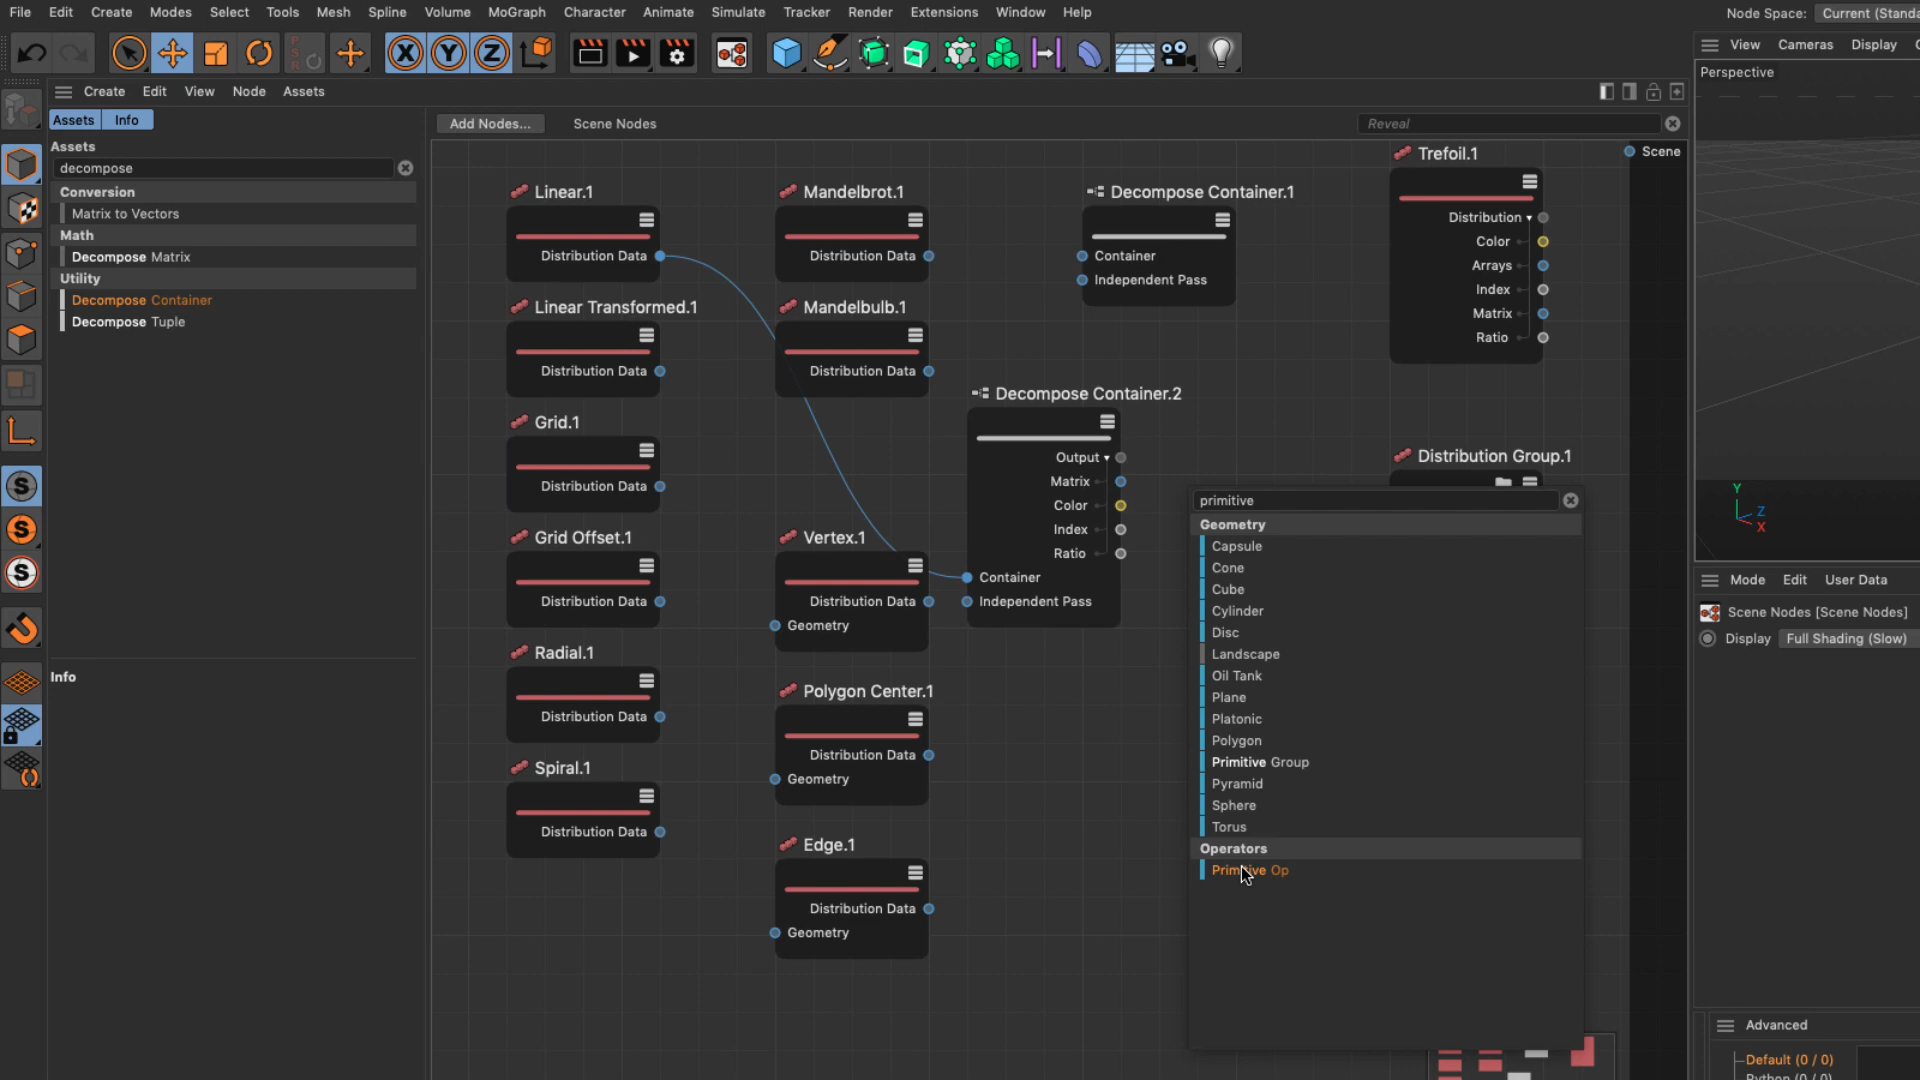 File Edit Create Modes Select Tools Mesh Spline Volume MoGraph Character Animate Simulate Tracker Render Extensions Window Help
Node Space: Current (Standa
Create Edit View Node Assets
Assets Info
Assets
decompose
Conversion
Matrix to Vectors
Math
Decompose Matrix
Utility
Decompose Container
Decompose Tuple
Info
Add Nodes... Scene Nodes Reveal
Linear.1
Distribution Data
Linear Transformed.1
Distribution Data
Grid.1
Distribution Data
Grid Offset.1
Distribution Data
Radial.1
Distribution Data
Spiral.1
Distribution Data
Mandelbrot.1
Distribution Data
Mandelbulb.1
Distribution Data
Vertex.1
Distribution Data
Geometry
Polygon Center.1
Distribution Data
Geometry
Edge.1
Distribution Data
Geometry
Decompose Container.1
Container
Independent Pass
Decompose Container.2
Output
Matrix
Color
Index
Ratio
Container
Independent Pass
Trefoil.1
Distribution
Color
Arrays
Index
Matrix
Ratio
Distribution Group.1
Scene
primitive
Geometry
Capsule
Cone
Cube
Cylinder
Disc
Landscape
Oil Tank
Plane
Platonic
Polygon
Primitive Group
Pyramid
Sphere
Torus
Operators
Primitive Op
View Cameras Display
Perspective
Y
Z
X
Mode Edit User Data
Scene Nodes [Scene Nodes]
Display Full Shading (Slow)
Advanced
Default (0 / 0)
Python (0 / 0)